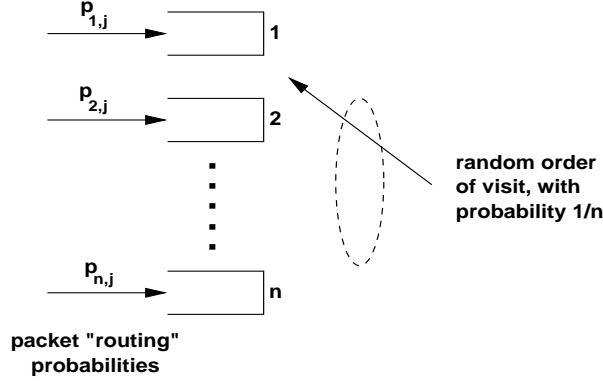 p1,j
1
p2,j
2
random order
of visit, with
probability 1/n
pn,j
n
packet "routing"
probabilities